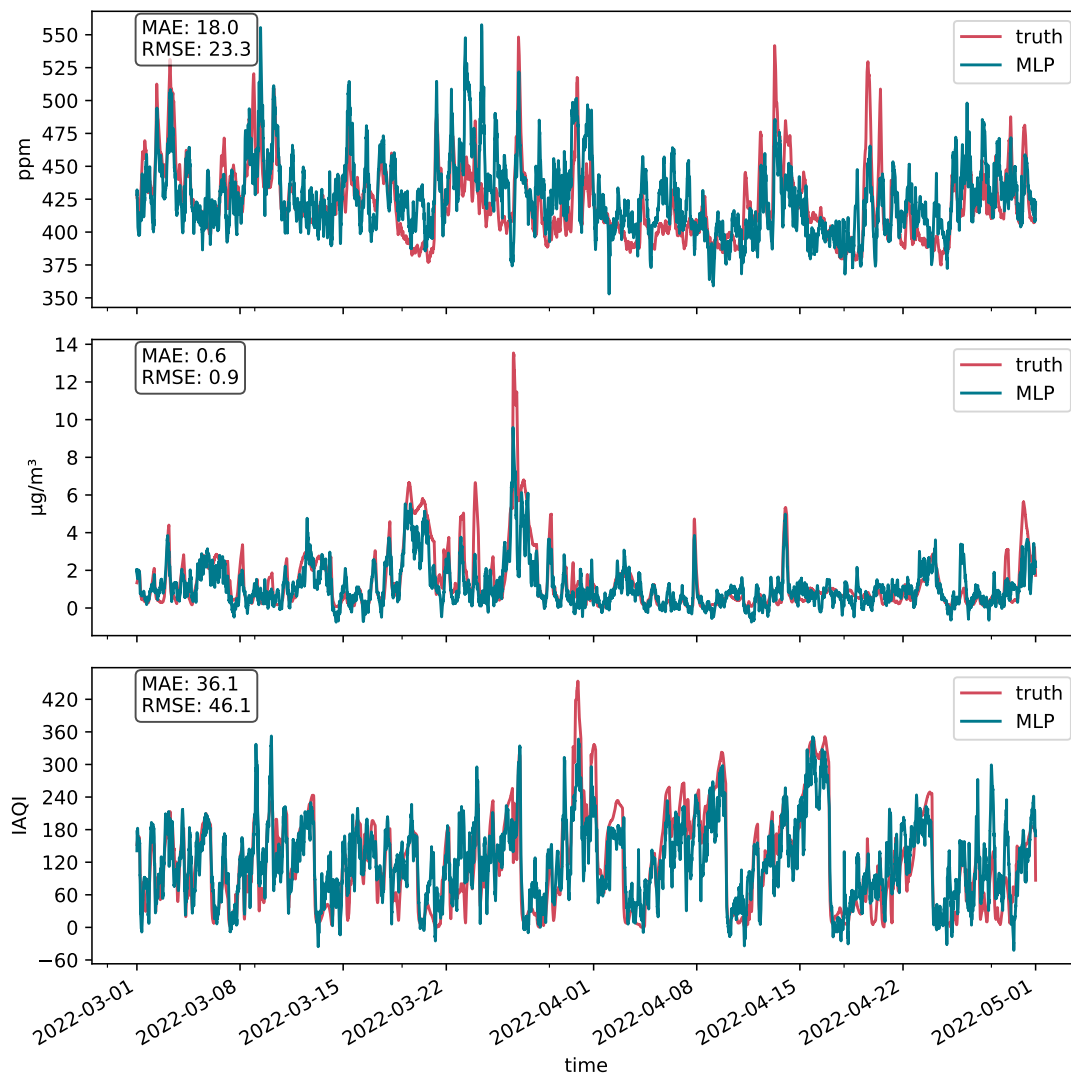 MAE: 18.0
RMSE: 23.3
truth
MLP
550
525
500
475
450
425
400
375
350
ppm
MAE: 0.6
RMSE: 0.9
truth
MLP
14
12
10
8
6
4
2
0
µg/m³
MAE: 36.1
RMSE: 46.1
truth
MLP
420
360
300
240
180
120
60
0
−60
IAQI
2022-03-01
2022-03-08
2022-03-15
2022-03-22
2022-04-01
2022-04-08
2022-04-15
2022-04-22
2022-05-01
time